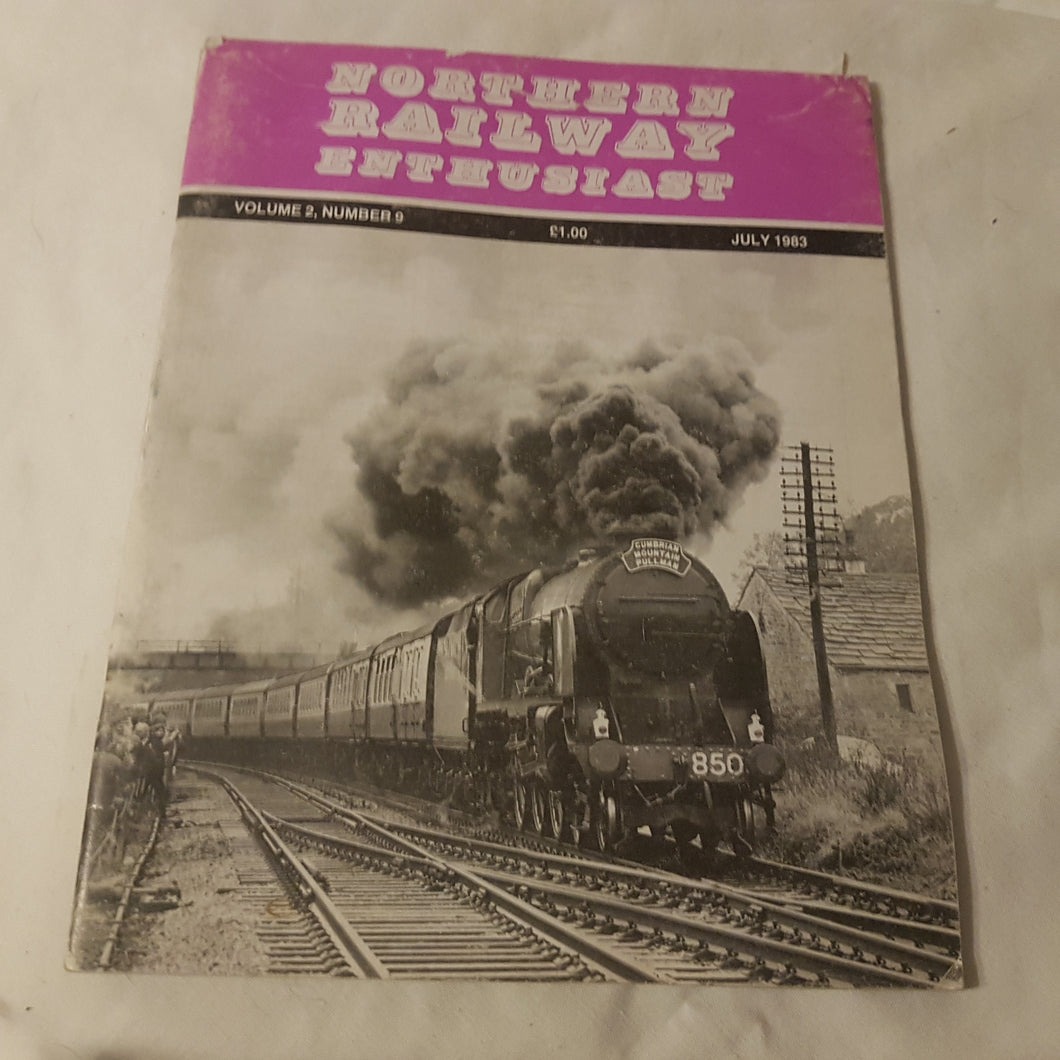 NORTHERN
RAILWAY
ENTHUSIAST
VOLUME 2, NUMBER 9 £1.00 JULY 1983
CUMBRIAN
MOUNTAIN
PULLMAN
850